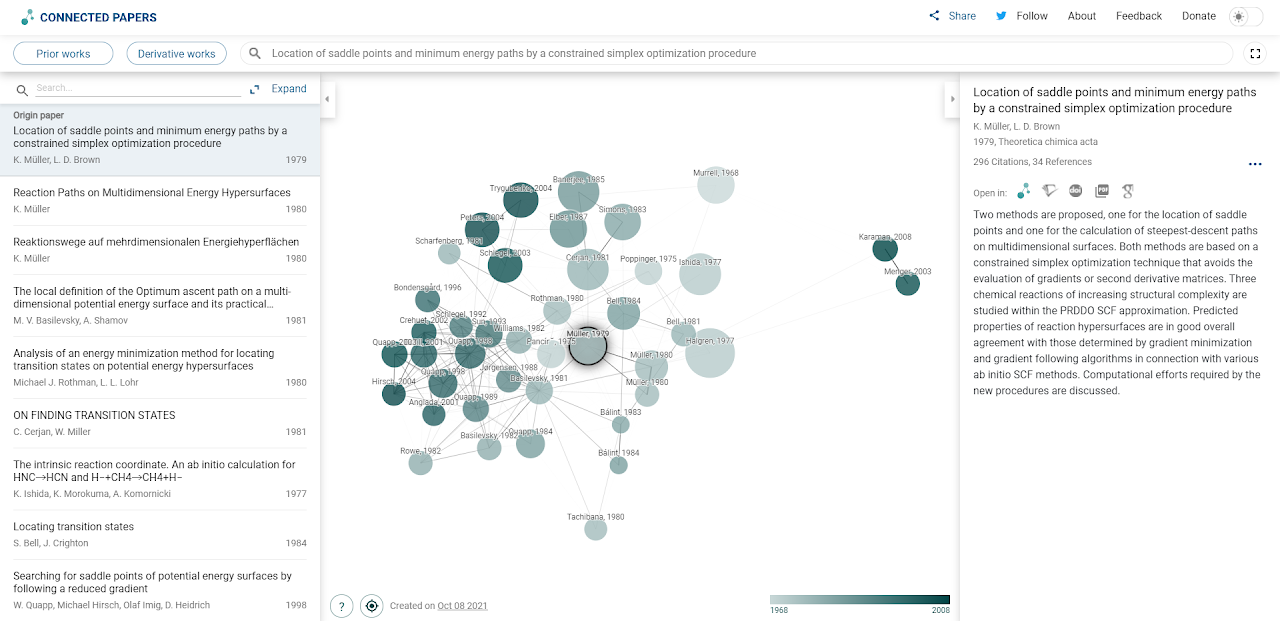 CONNECTED PAPERS
Share
Follow
About
Feedback
Donate
Prior works
Derivative works
Location of saddle points and minimum energy paths by a constrained simplex optimization procedure
Search...
Expand
Origin paper
Location of saddle points and minimum energy paths by a
constrained simplex optimization procedure
K. Müller, L. D. Brown
1979
Reaction Paths on Multidimensional Energy Hypersurfaces
K. Müller
1980
Reaktionswege auf mehrdimensionalen Energiehyperflächen
K. Müller
1980
The local definition of the Optimum ascent path on a multi-
dimensional potential energy surface and its practical…
M. V. Basilevsky, A. Shamov
1981
Analysis of an energy minimization method for locating
transition states on potential energy hypersurfaces
Michael J. Rothman, L. L. Lohr
1980
ON FINDING TRANSITION STATES
C. Cerjan, W. Miller
1981
The intrinsic reaction coordinate. An ab initio calculation for
HNC→HCN and H−+CH4→CH4+H−
K. Ishida, K. Morokuma, A. Komornicki
1977
Locating transition states
S. Bell, J. Crighton
1984
Searching for saddle points of potential energy surfaces by
following a reduced gradient
W. Quapp, Michael Hirsch, Olaf Imig, D. Heidrich
1998
Murrell, 1968
Banerjee, 1985
Trygubenko, 2004
Simons, 1983
Peters, 2004
Elber, 1987
Scharfenberg, 1981
Schlegel, 2003
Cerjan, 1981
Poppinger, 1975
Ishida, 1977
Karaman, 2008
Menger, 2003
Bondensgård, 1996
Rothman, 1980
Bell, 1984
Schlegel, 1992
Crehuet, 2002
Sun, 1993
Williams, 1982
Müller, 1979
Bell, 1981
Halgren, 1977
Quapp, 1998
Müller, 1980
Jørgensen, 1988
Quapp, 1998
Basilevsky, 1981
Hirsch, 2004
Müller, 1980
Quapp, 1989
Anglada, 2001
Bálint, 1983
Quapp, 1984
Basilevsky, 1982
Rowe, 1982
Bálint, 1984
Tachibana, 1980
?
Created on Oct 08 2021
1968
2008
Location of saddle points and minimum energy paths
by a constrained simplex optimization procedure
K. Müller, L. D. Brown
1979, Theoretica chimica acta
296 Citations, 34 References
Open in:
doi
PDF
Two methods are proposed, one for the location of saddle
points and one for the calculation of steepest-descent paths
on multidimensional surfaces. Both methods are based on a
constrained simplex optimization technique that avoids the
evaluation of gradients or second derivative matrices. Three
chemical reactions of increasing structural complexity are
studied within the PRDDO SCF approximation. Predicted
properties of reaction hypersurfaces are in good overall
agreement with those determined by gradient minimization
and gradient following algorithms in connection with various
ab initio SCF methods. Computational efforts required by the
new procedures are discussed.